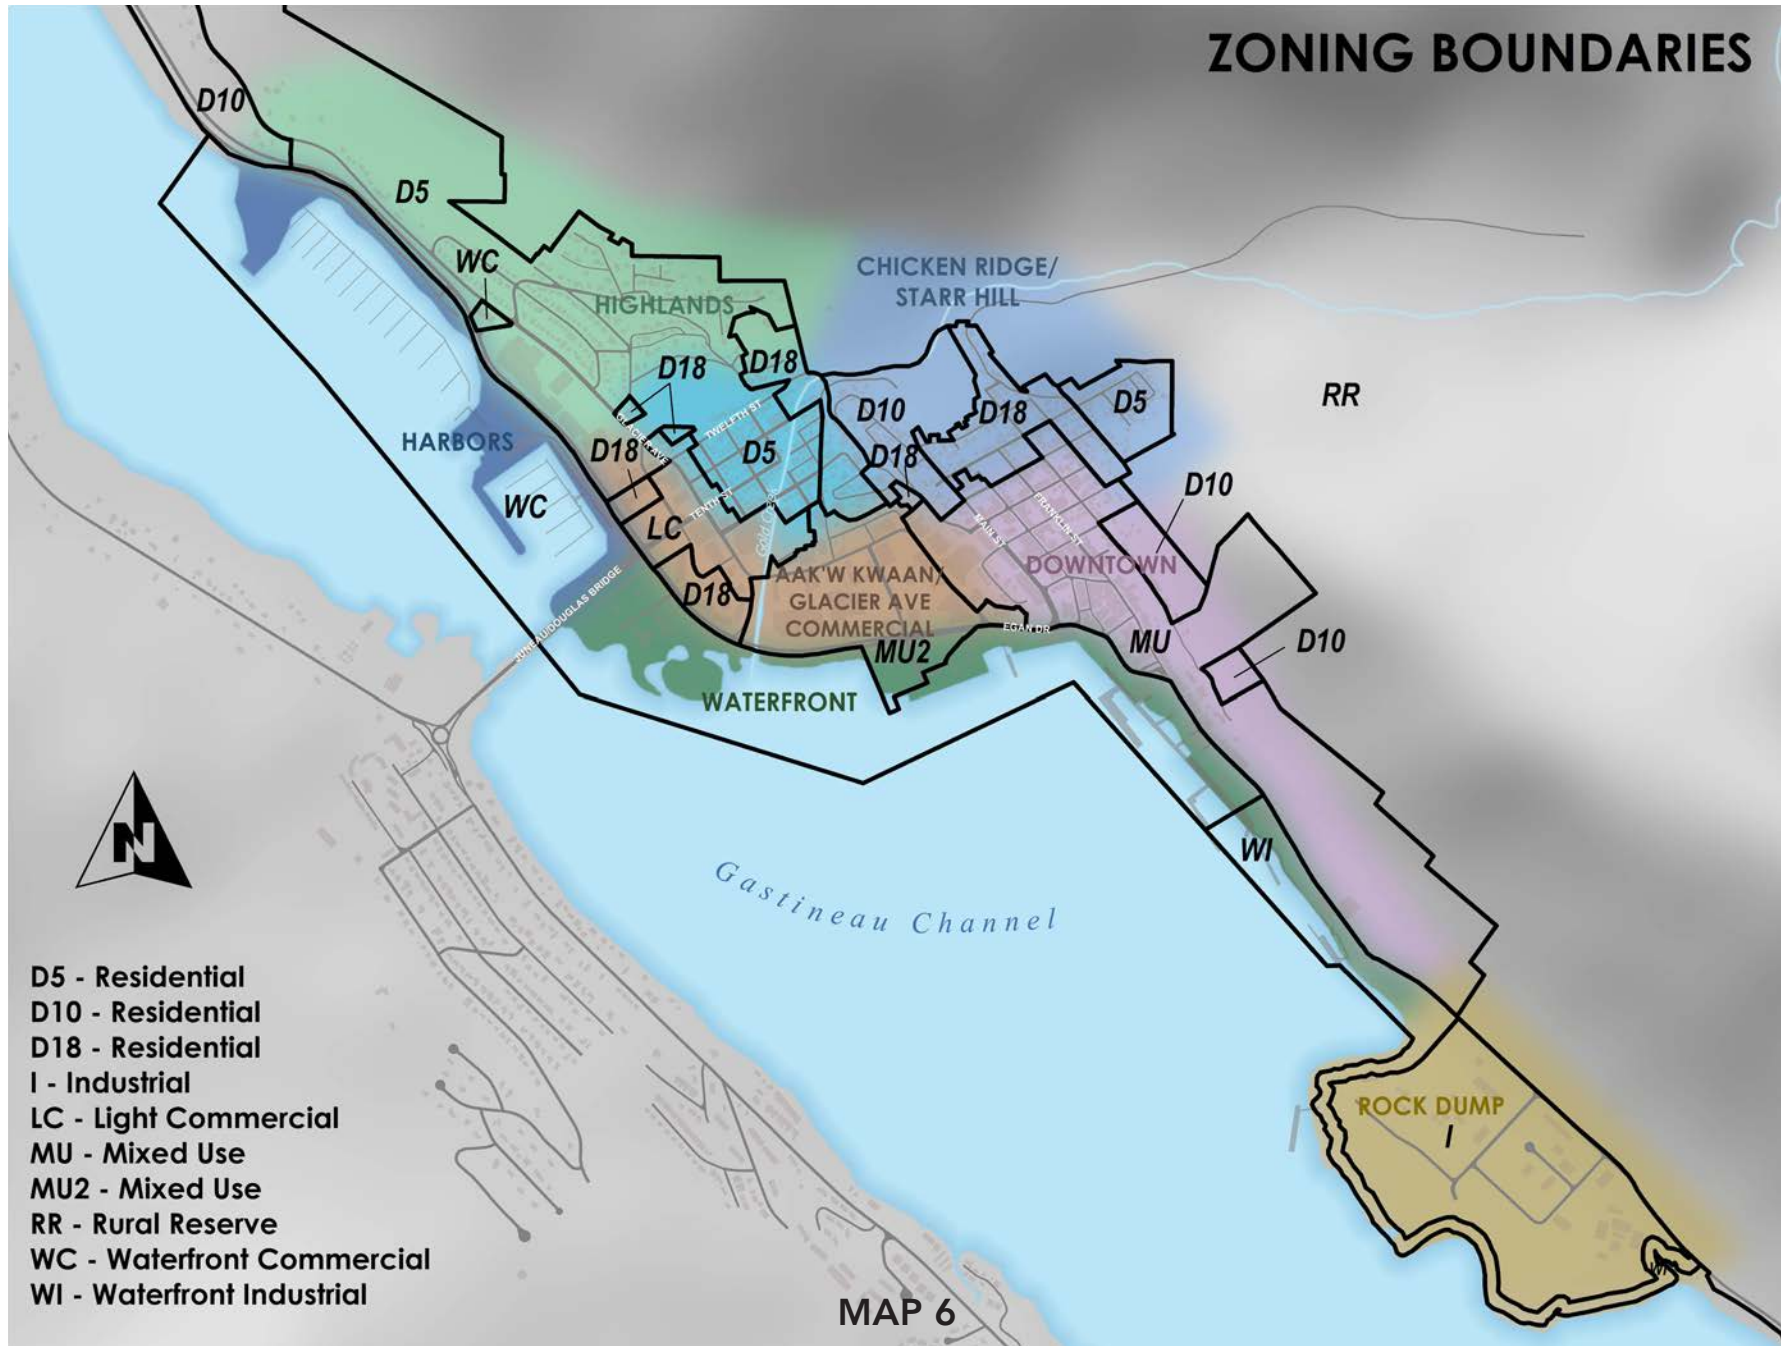 ZONING BOUNDARIES
D10
D5
WC
HIGHLANDS
CHICKEN RIDGE/
STARR HILL
D18
D18
D10
D18
D5
RR
GLACIER AVE
TWELFTH ST
HARBORS
D18
D5
D18
WC
LC
TENTH ST
Gold Creek
MAIN ST
FRANKLIN ST
D10
DOWNTOWN
AAK'W KWAAN/
GLACIER AVE
COMMERCIAL
D18
JUNEAU/DOUGLAS BRIDGE
EGAN DR
MU2
MU
D10
WATERFRONT
N
WI
Gastineau Channel
D5 - Residential
D10 - Residential
D18 - Residential
I - Industrial
LC - Light Commercial
MU - Mixed Use
MU2 - Mixed Use
RR - Rural Reserve
WC - Waterfront Commercial
WI - Waterfront Industrial
ROCK DUMP
I
MAP 6